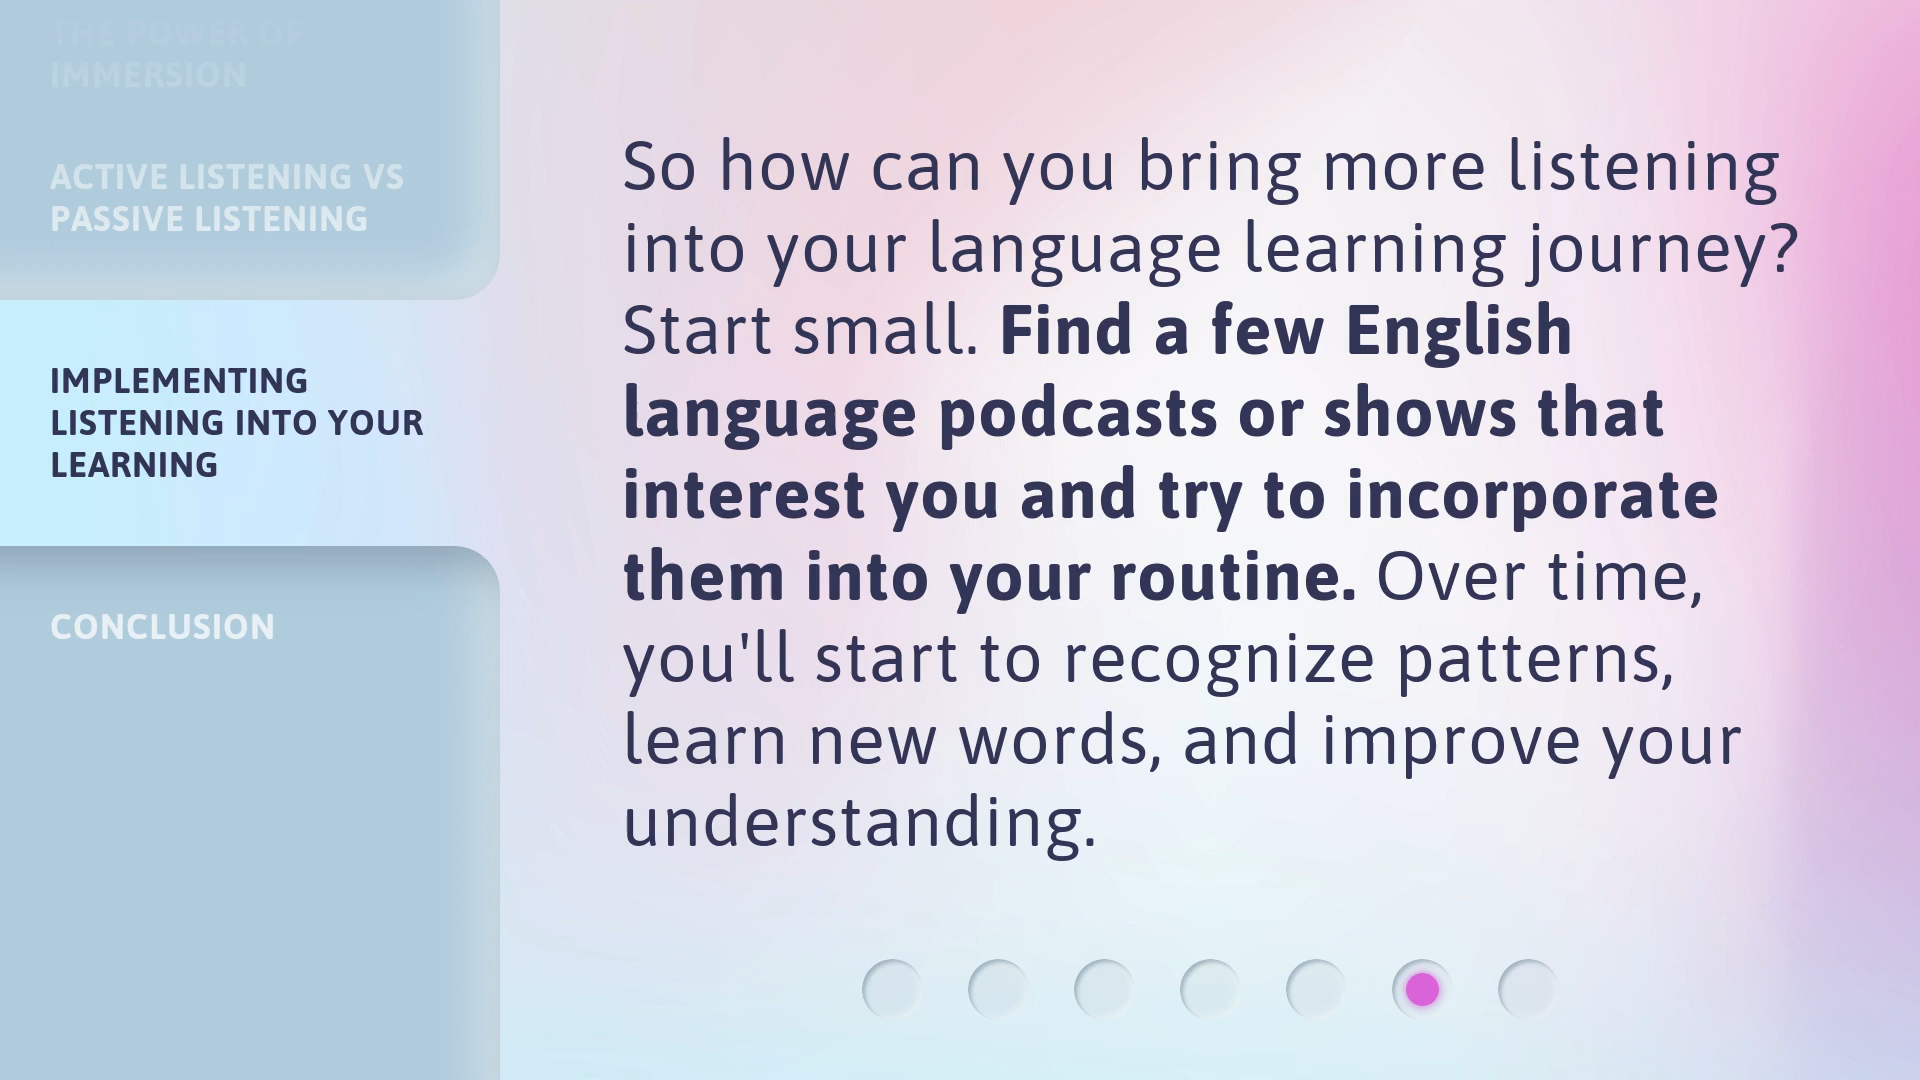 THE POWER OF
IMMERSION
ACTIVE LISTENING VS
PASSIVE LISTENING
IMPLEMENTING
LISTENING INTO YOUR
LEARNING
CONCLUSION
So how can you bring more listening
into your language learning journey?
Start small. Find a few English
language podcasts or shows that
interest you and try to incorporate
them into your routine. Over time,
you'll start to recognize patterns,
learn new words, and improve your
understanding.